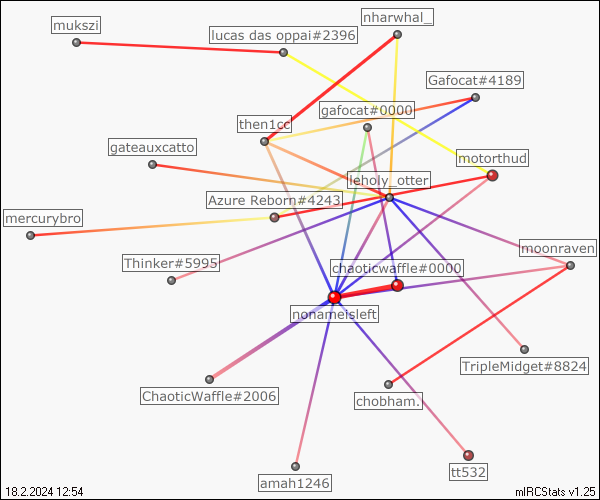 nharwhal_
mukszi
lucas das oppai#2396
Gafocat#4189
gafocat#0000
then1cc
gateauxcatto
motorthud
leholy_otter
Azure Reborn#4243
mercurybro
moonraven
Thinker#5995
chaoticwaffle#0000
nonameisleft
TripleMidget#8824
ChaoticWaffle#2006
chobham.
tt532
amah1246
18.2.2024 12:54
mIRCStats v1.25